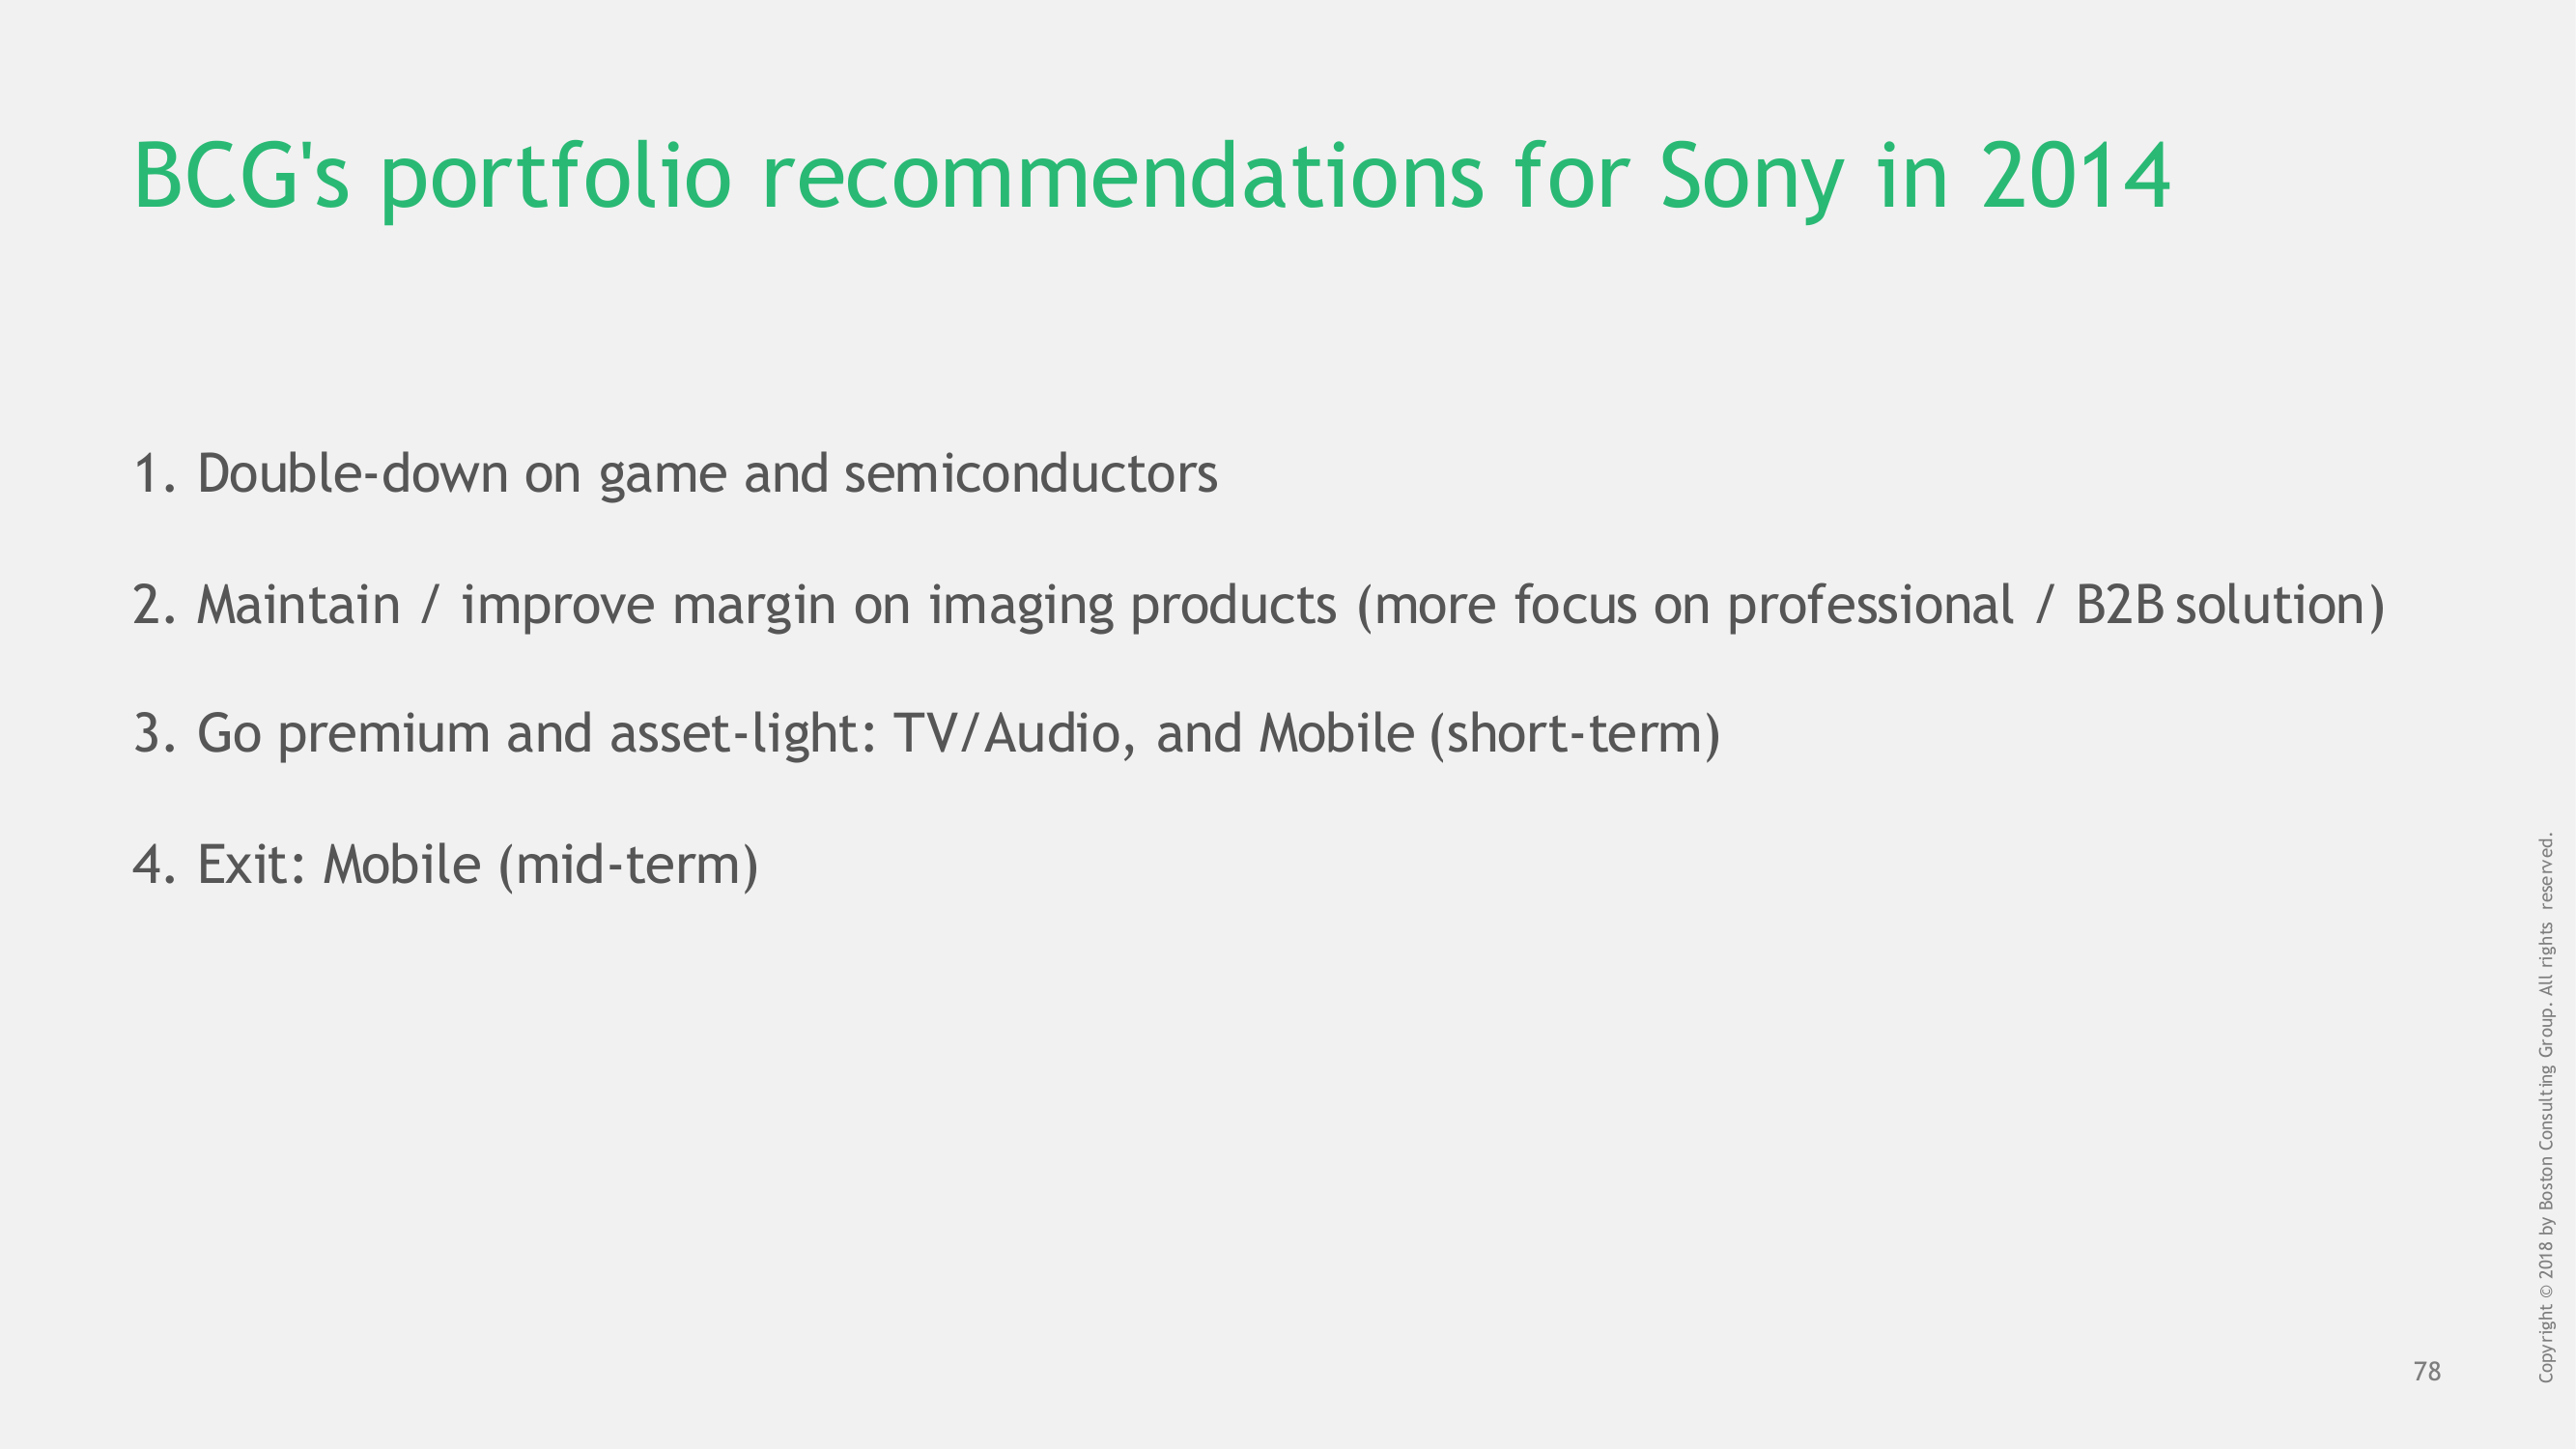 BCG's portfolio recommendations for Sony in 2014
1. Double-down on game and semiconductors
2. Maintain / improve margin on imaging products (more focus on professional / B2B solution)
3. Go premium and asset-light: TV/Audio, and Mobile (short-term)
4. Exit: Mobile (mid-term)
78
Copyright © 2018 by Boston Consulting Group. All rights reserved.